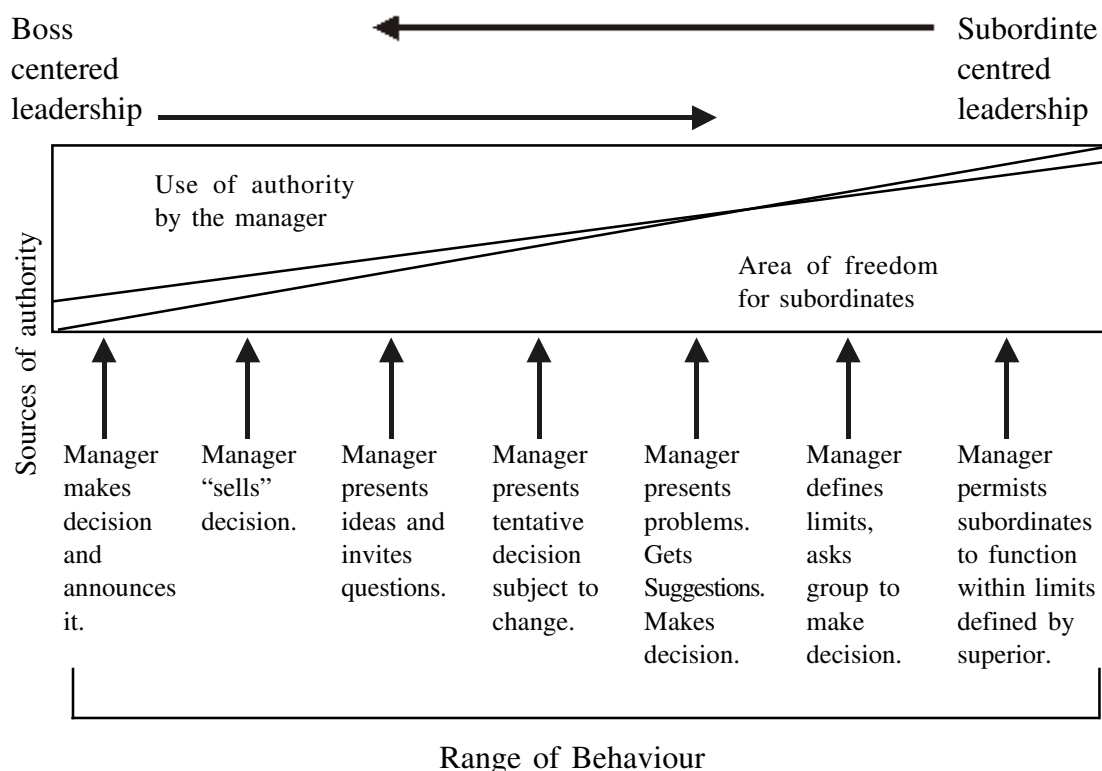 Boss
centered
leadership
Subordinte
centred
leadership
Use of authority
by the manager
Area of freedom
for subordinates
Sources of authority
Manager
makes
decision
and
announces
it.
Manager
“sells”
decision.
Manager
presents
ideas and
invites
questions.
Manager
presents
tentative
decision
subject to
change.
Manager
presents
problems.
Gets
Suggestions.
Makes
decision.
Manager
defines
limits,
asks
group to
make
decision.
Manager
permists
subordinates
to function
within limits
defined by
superior.
Range of Behaviour